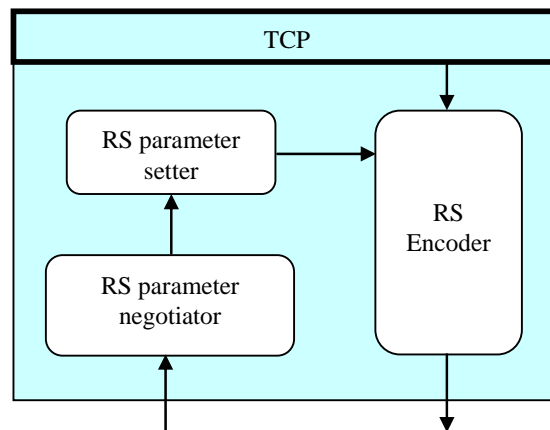 TCP
RS parameter
setter
RS
Encoder
RS parameter
negotiator